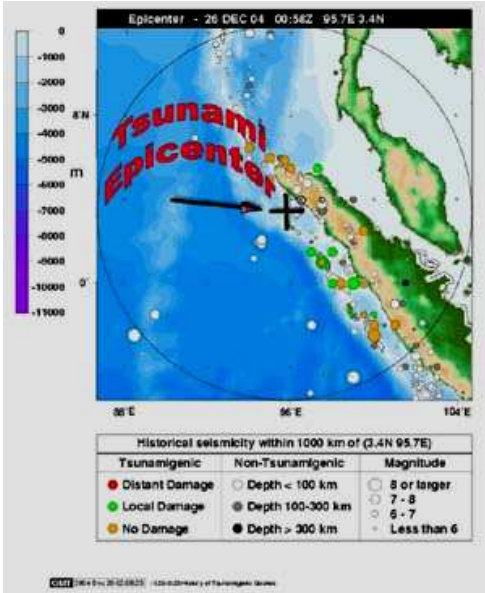 Epicenter - 26 DEC 04 00:58Z 95.7E 3.4N
0
-1000
-2000
-3000
-4000
-5000
-6000
-7000
-8000
-9000
-10000
-11000
m
8°N
0°
Tsunami
Epicenter
88°E
96°E
104°E
Historical seismicity within 1000 km of (3.4N 95.7E)
Tsunamigenic Non-Tsunamigenic Magnitude
Distant Damage Depth < 100 km 8 or larger
Local Damage Depth 100-300 km 7 - 8
No Damage Depth > 300 km 6 - 7
Less than 6
GMT